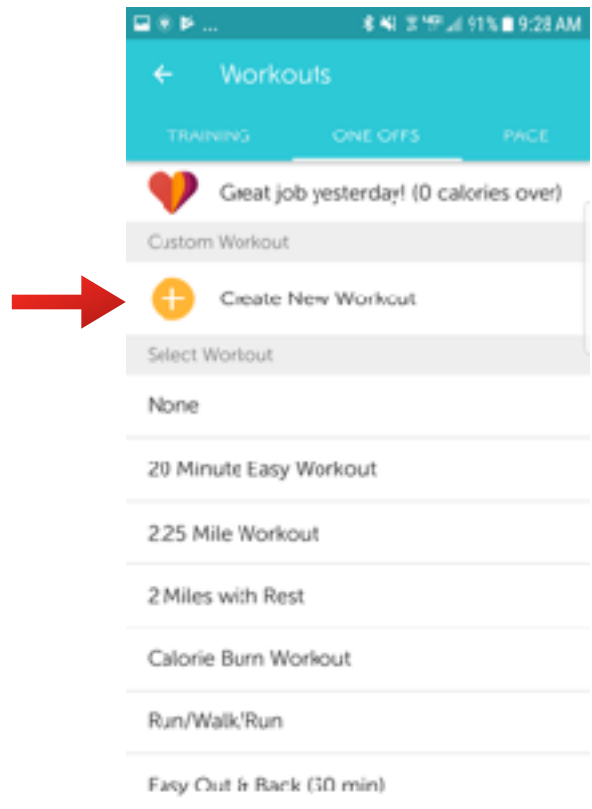 ... 91% 9:28 AM
Workouts
TRAINING ONE OFFS PACE
Great job yesterday! (0 calories over)
Custom Workout
Create New Workout
Select Workout
None
20 Minute Easy Workout
2.25 Mile Workout
2 Miles with Rest
Calorie Burn Workout
Run/Walk/Run
Easy Out & Back (30 min)